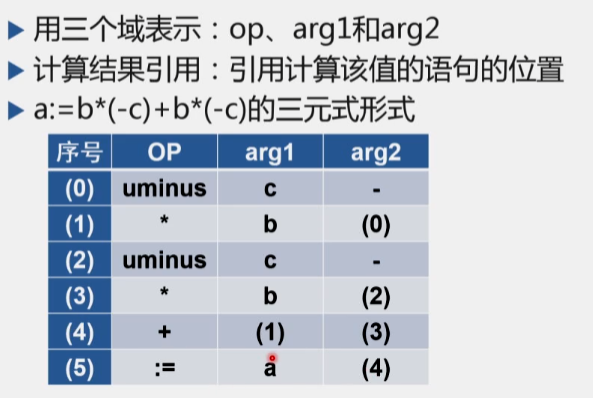 用三个域表示：op、arg1和arg2
计算结果引用：引用计算该值的语句的位置
a:=b*(-c)+b*(-c)的三元式形式
序号 OP arg1 arg2
(0) uminus c -
(1) * b (0)
(2) uminus c -
(3) * b (2)
(4) + (1) (3)
(5) := a (4)